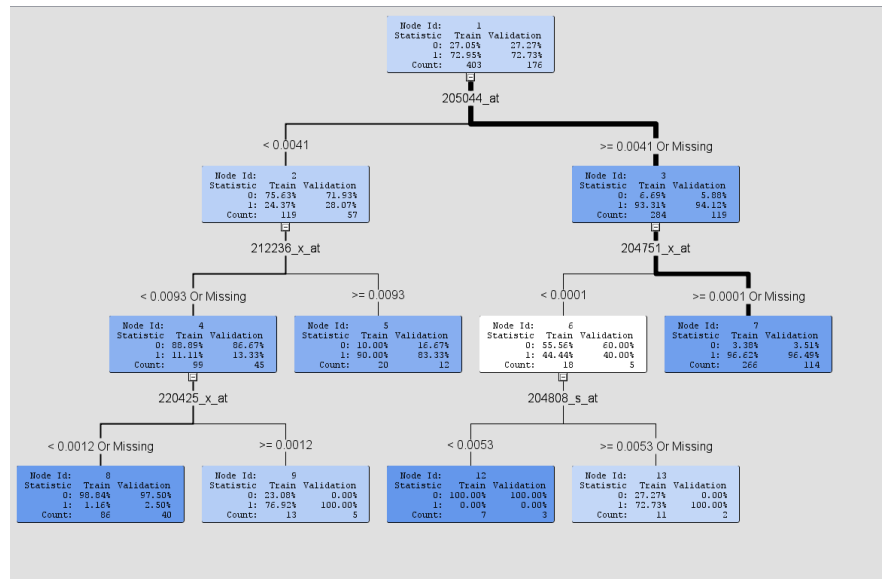 Node Id: 1
Statistic Train Validation
0: 27.05% 27.27%
1: 72.95% 72.73%
Count: 403 176
205044_at
< 0.0041
>= 0.0041 Or Missing
Node Id: 2
Statistic Train Validation
0: 75.63% 71.93%
1: 24.37% 28.07%
Count: 119 57
Node Id: 3
Statistic Train Validation
0: 6.69% 5.88%
1: 93.31% 94.12%
Count: 284 119
212236_x_at
204751_x_at
< 0.0093 Or Missing
>= 0.0093
< 0.0001
>= 0.0001 Or Missing
Node Id: 4
Statistic Train Validation
0: 88.89% 86.67%
1: 11.11% 13.33%
Count: 99 45
Node Id: 5
Statistic Train Validation
0: 10.00% 16.67%
1: 90.00% 83.33%
Count: 20 12
Node Id: 6
Statistic Train Validation
0: 55.56% 60.00%
1: 44.44% 40.00%
Count: 18 5
Node Id: 7
Statistic Train Validation
0: 3.38% 3.51%
1: 96.62% 96.49%
Count: 266 114
220425_x_at
204808_s_at
< 0.0012 Or Missing
>= 0.0012
< 0.0053
>= 0.0053 Or Missing
Node Id: 8
Statistic Train Validation
0: 98.84% 97.50%
1: 1.16% 2.50%
Count: 86 40
Node Id: 9
Statistic Train Validation
0: 23.08% 0.00%
1: 76.92% 100.00%
Count: 13 5
Node Id: 12
Statistic Train Validation
0: 100.00% 100.00%
1: 0.00% 0.00%
Count: 7 3
Node Id: 13
Statistic Train Validation
0: 27.27% 0.00%
1: 72.73% 100.00%
Count: 11 2